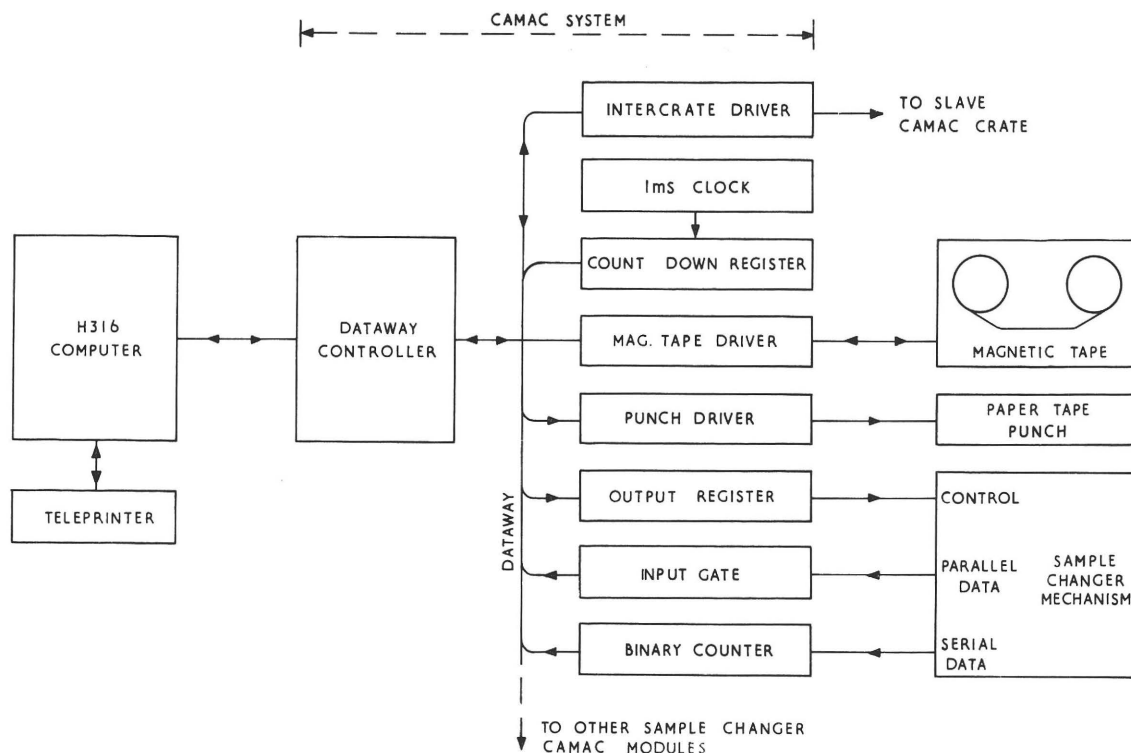 CAMAC SYSTEM
INTERCRATE DRIVER
TO SLAVE
CAMAC CRATE
1mS CLOCK
COUNT DOWN REGISTER
H316
COMPUTER
DATAWAY
CONTROLLER
MAG. TAPE DRIVER
MAGNETIC TAPE
PUNCH DRIVER
PAPER TAPE
PUNCH
TELEPRINTER
OUTPUT REGISTER
CONTROL
DATAWAY
INPUT GATE
PARALLEL
DATA
SAMPLE
CHANGER
MECHANISM
BINARY COUNTER
SERIAL
DATA
TO OTHER SAMPLE CHANGER
CAMAC MODULES